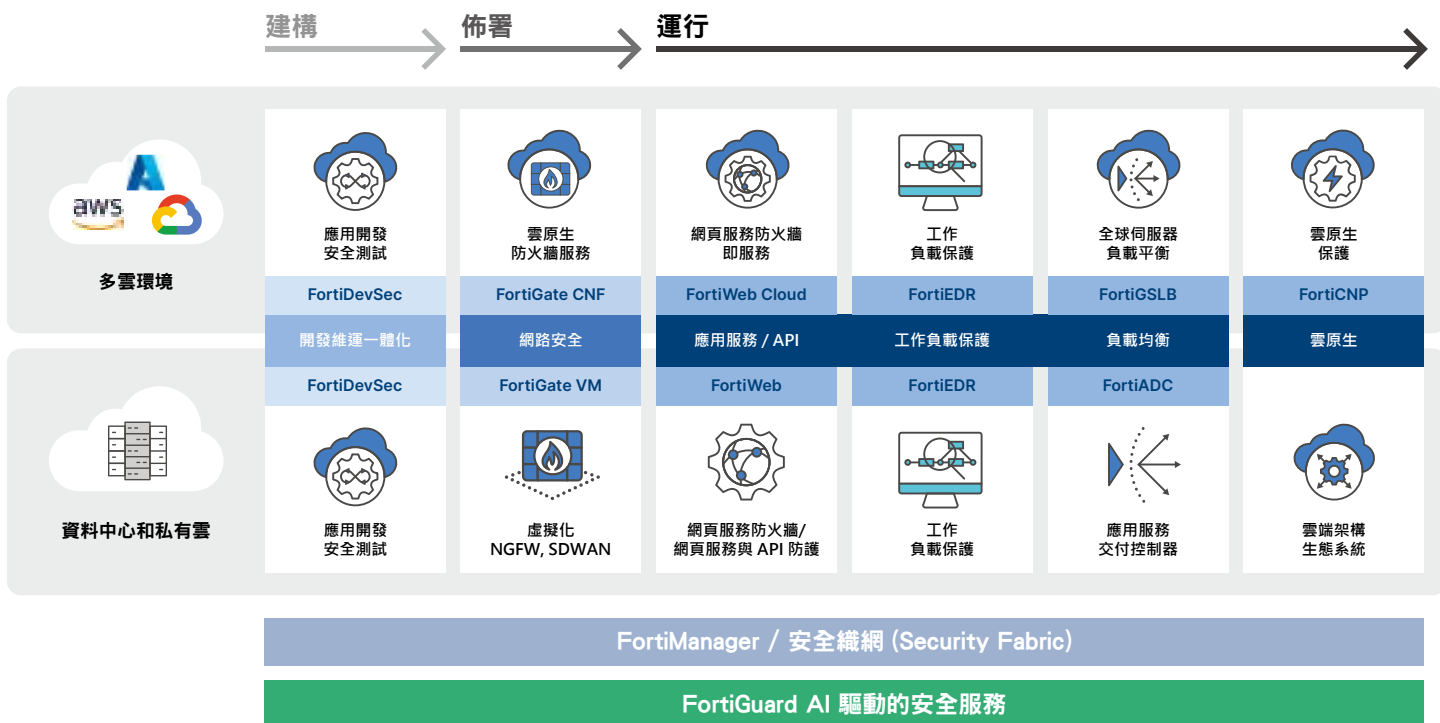 建構
佈署
運行
aws
多雲環境
應用開發
安全測試
雲原生
防火牆服務
網頁服務防火牆
即服務
工作
負載保護
全球伺服器
負載平衡
雲原生
保護
FortiDevSec
FortiGate CNF
FortiWeb Cloud
FortiEDR
FortiGSLB
FortiCNP
開發維運一體化
網路安全
應用服務 / API
工作負載保護
負載均衡
雲原生
FortiDevSec
FortiGate VM
FortiWeb
FortiEDR
FortiADC
資料中心和私有雲
應用開發
安全測試
虛擬化
NGFW, SDWAN
網頁服務防火牆/
網頁服務與 API 防護
工作
負載保護
應用服務
交付控制器
雲端架構
生態系統
FortiManager / 安全織網 (Security Fabric)
FortiGuard AI 驅動的安全服務